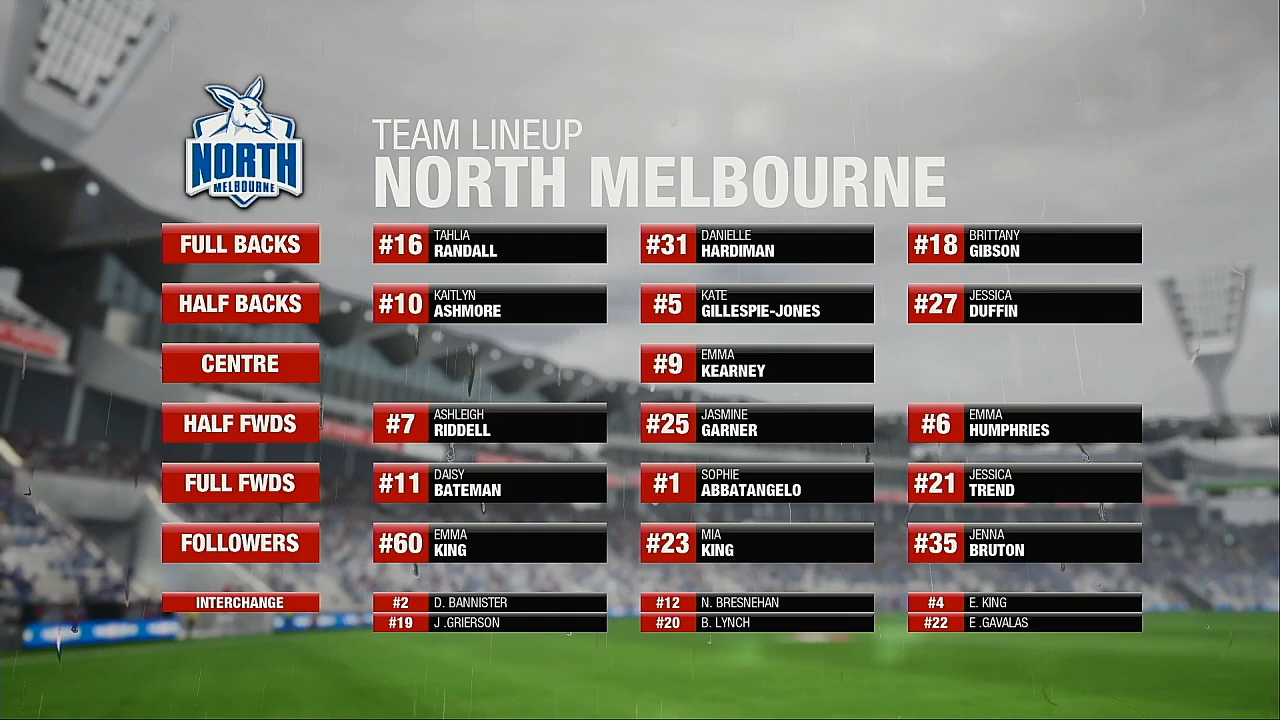 NORTH
MELBOURNE
TEAM LINEUP
NORTH MELBOURNE
FULL BACKS #16 TAHLIA RANDALL #31 DANIELLE HARDIMAN #18 BRITTANY GIBSON
HALF BACKS #10 KAITLYN ASHMORE #5 KATE GILLESPIE-JONES #27 JESSICA DUFFIN
CENTRE #9 EMMA KEARNEY
HALF FWDS #7 ASHLEIGH RIDDELL #25 JASMINE GARNER #6 EMMA HUMPHRIES
FULL FWDS #11 DAISY BATEMAN #1 SOPHIE ABBATANGELO #21 JESSICA TREND
FOLLOWERS #60 EMMA KING #23 MIA KING #35 JENNA BRUTON
INTERCHANGE #2 D. BANNISTER #12 N. BRESNEHAN #4 E. KING
#19 J .GRIERSON #20 B. LYNCH #22 E .GAVALAS